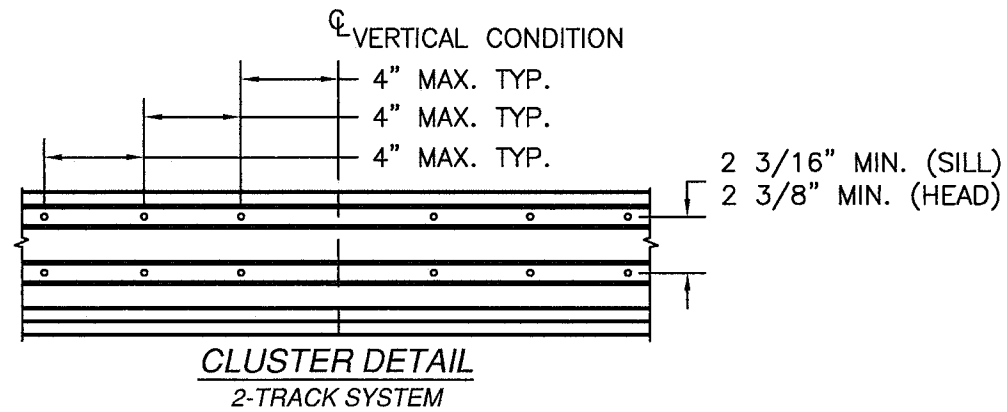 ℄ VERTICAL CONDITION
4" MAX. TYP.
4" MAX. TYP.
4" MAX. TYP.
2 3/16" MIN. (SILL)
2 3/8" MIN. (HEAD)
CLUSTER DETAIL
2-TRACK SYSTEM